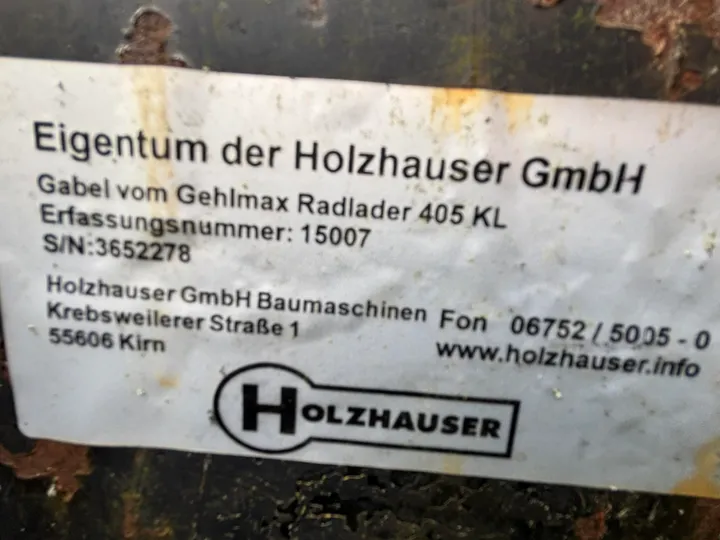 Eigentum der Holzhauser GmbH
Gabel vom Gehlmax Radlader 405 KL
Erfassungsnummer: 15007
S/N:3652278
Holzhauser GmbH Baumaschinen
Krebsweilerer Straße 1
55606 Kirn
Fon 06752 / 5005 - 0
www.holzhauser.info
HOLZHAUSER